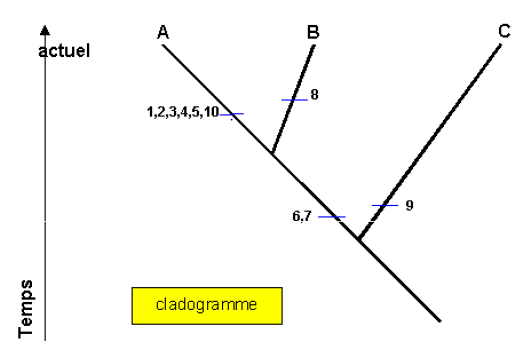 A B C
actuel
8
1,2,3,4,5,10
6,7
9
cladogramme
Temps